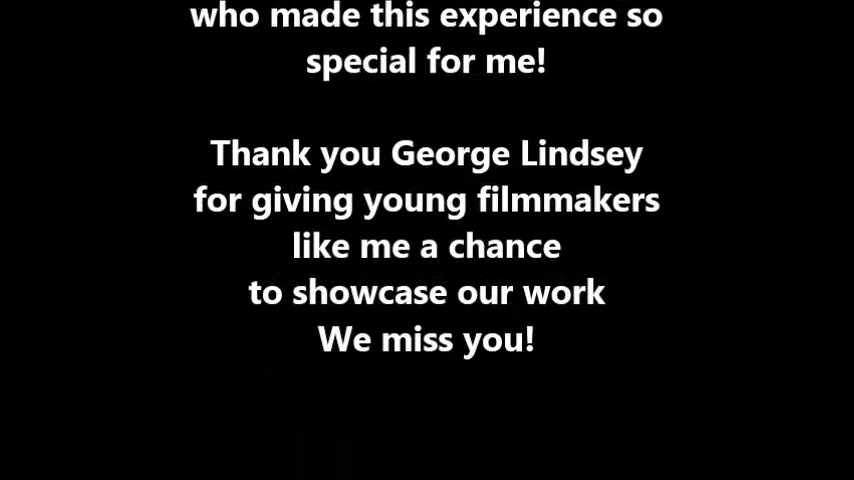 who made this experience so
special for me!
Thank you George Lindsey
for giving young filmmakers
like me a chance
to showcase our work
We miss you!